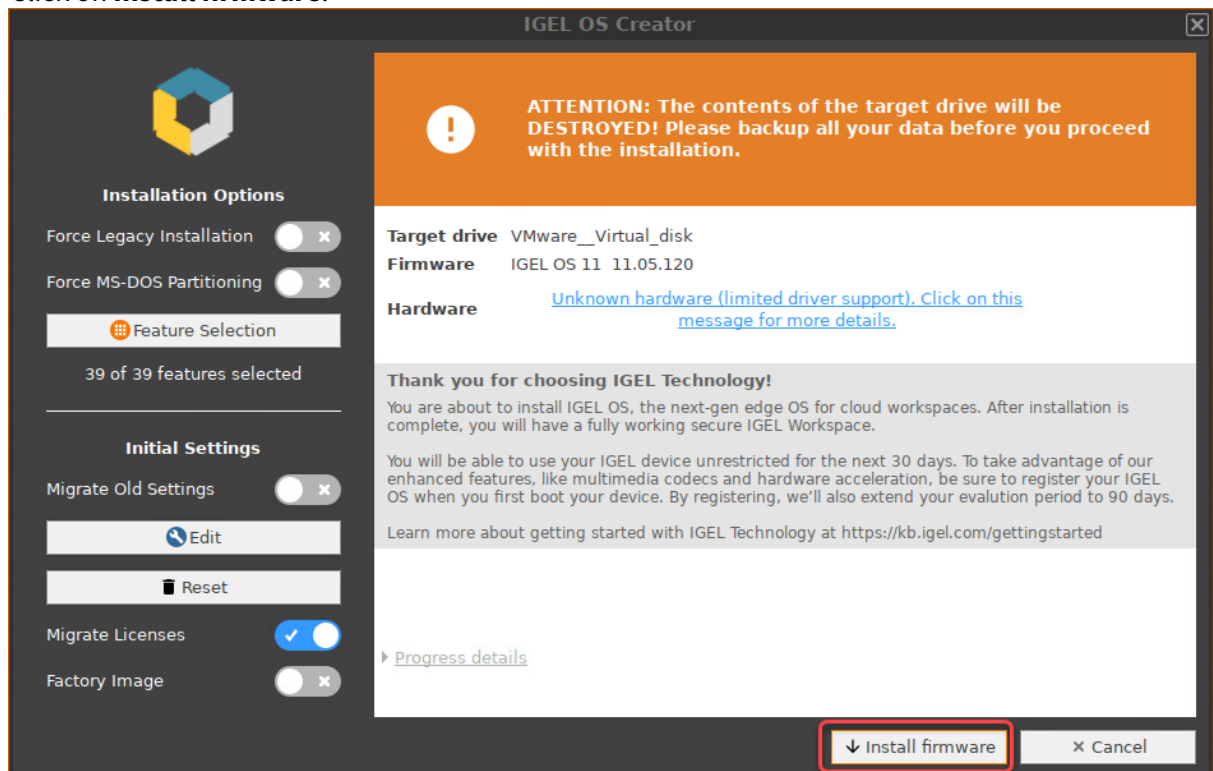 Click on Install firmware.
IGEL OS Creator
Installation Options
Force Legacy Installation
Force MS-DOS Partitioning
Feature Selection
39 of 39 features selected
Initial Settings
Migrate Old Settings
Edit
Reset
Migrate Licenses
Factory Image
ATTENTION: The contents of the target drive will be
DESTROYED! Please backup all your data before you proceed
with the installation.
Target drive VMware__Virtual_disk
Firmware IGEL OS 11 11.05.120
Hardware Unknown hardware (limited driver support). Click on this
message for more details.
Thank you for choosing IGEL Technology!
You are about to install IGEL OS, the next-gen edge OS for cloud workspaces. After installation is
complete, you will have a fully working secure IGEL Workspace.
You will be able to use your IGEL device unrestricted for the next 30 days. To take advantage of our
enhanced features, like multimedia codecs and hardware acceleration, be sure to register your IGEL
OS when you first boot your device. By registering, we'll also extend your evalution period to 90 days.
Learn more about getting started with IGEL Technology at https://kb.igel.com/gettingstarted
Progress details
Install firmware
Cancel